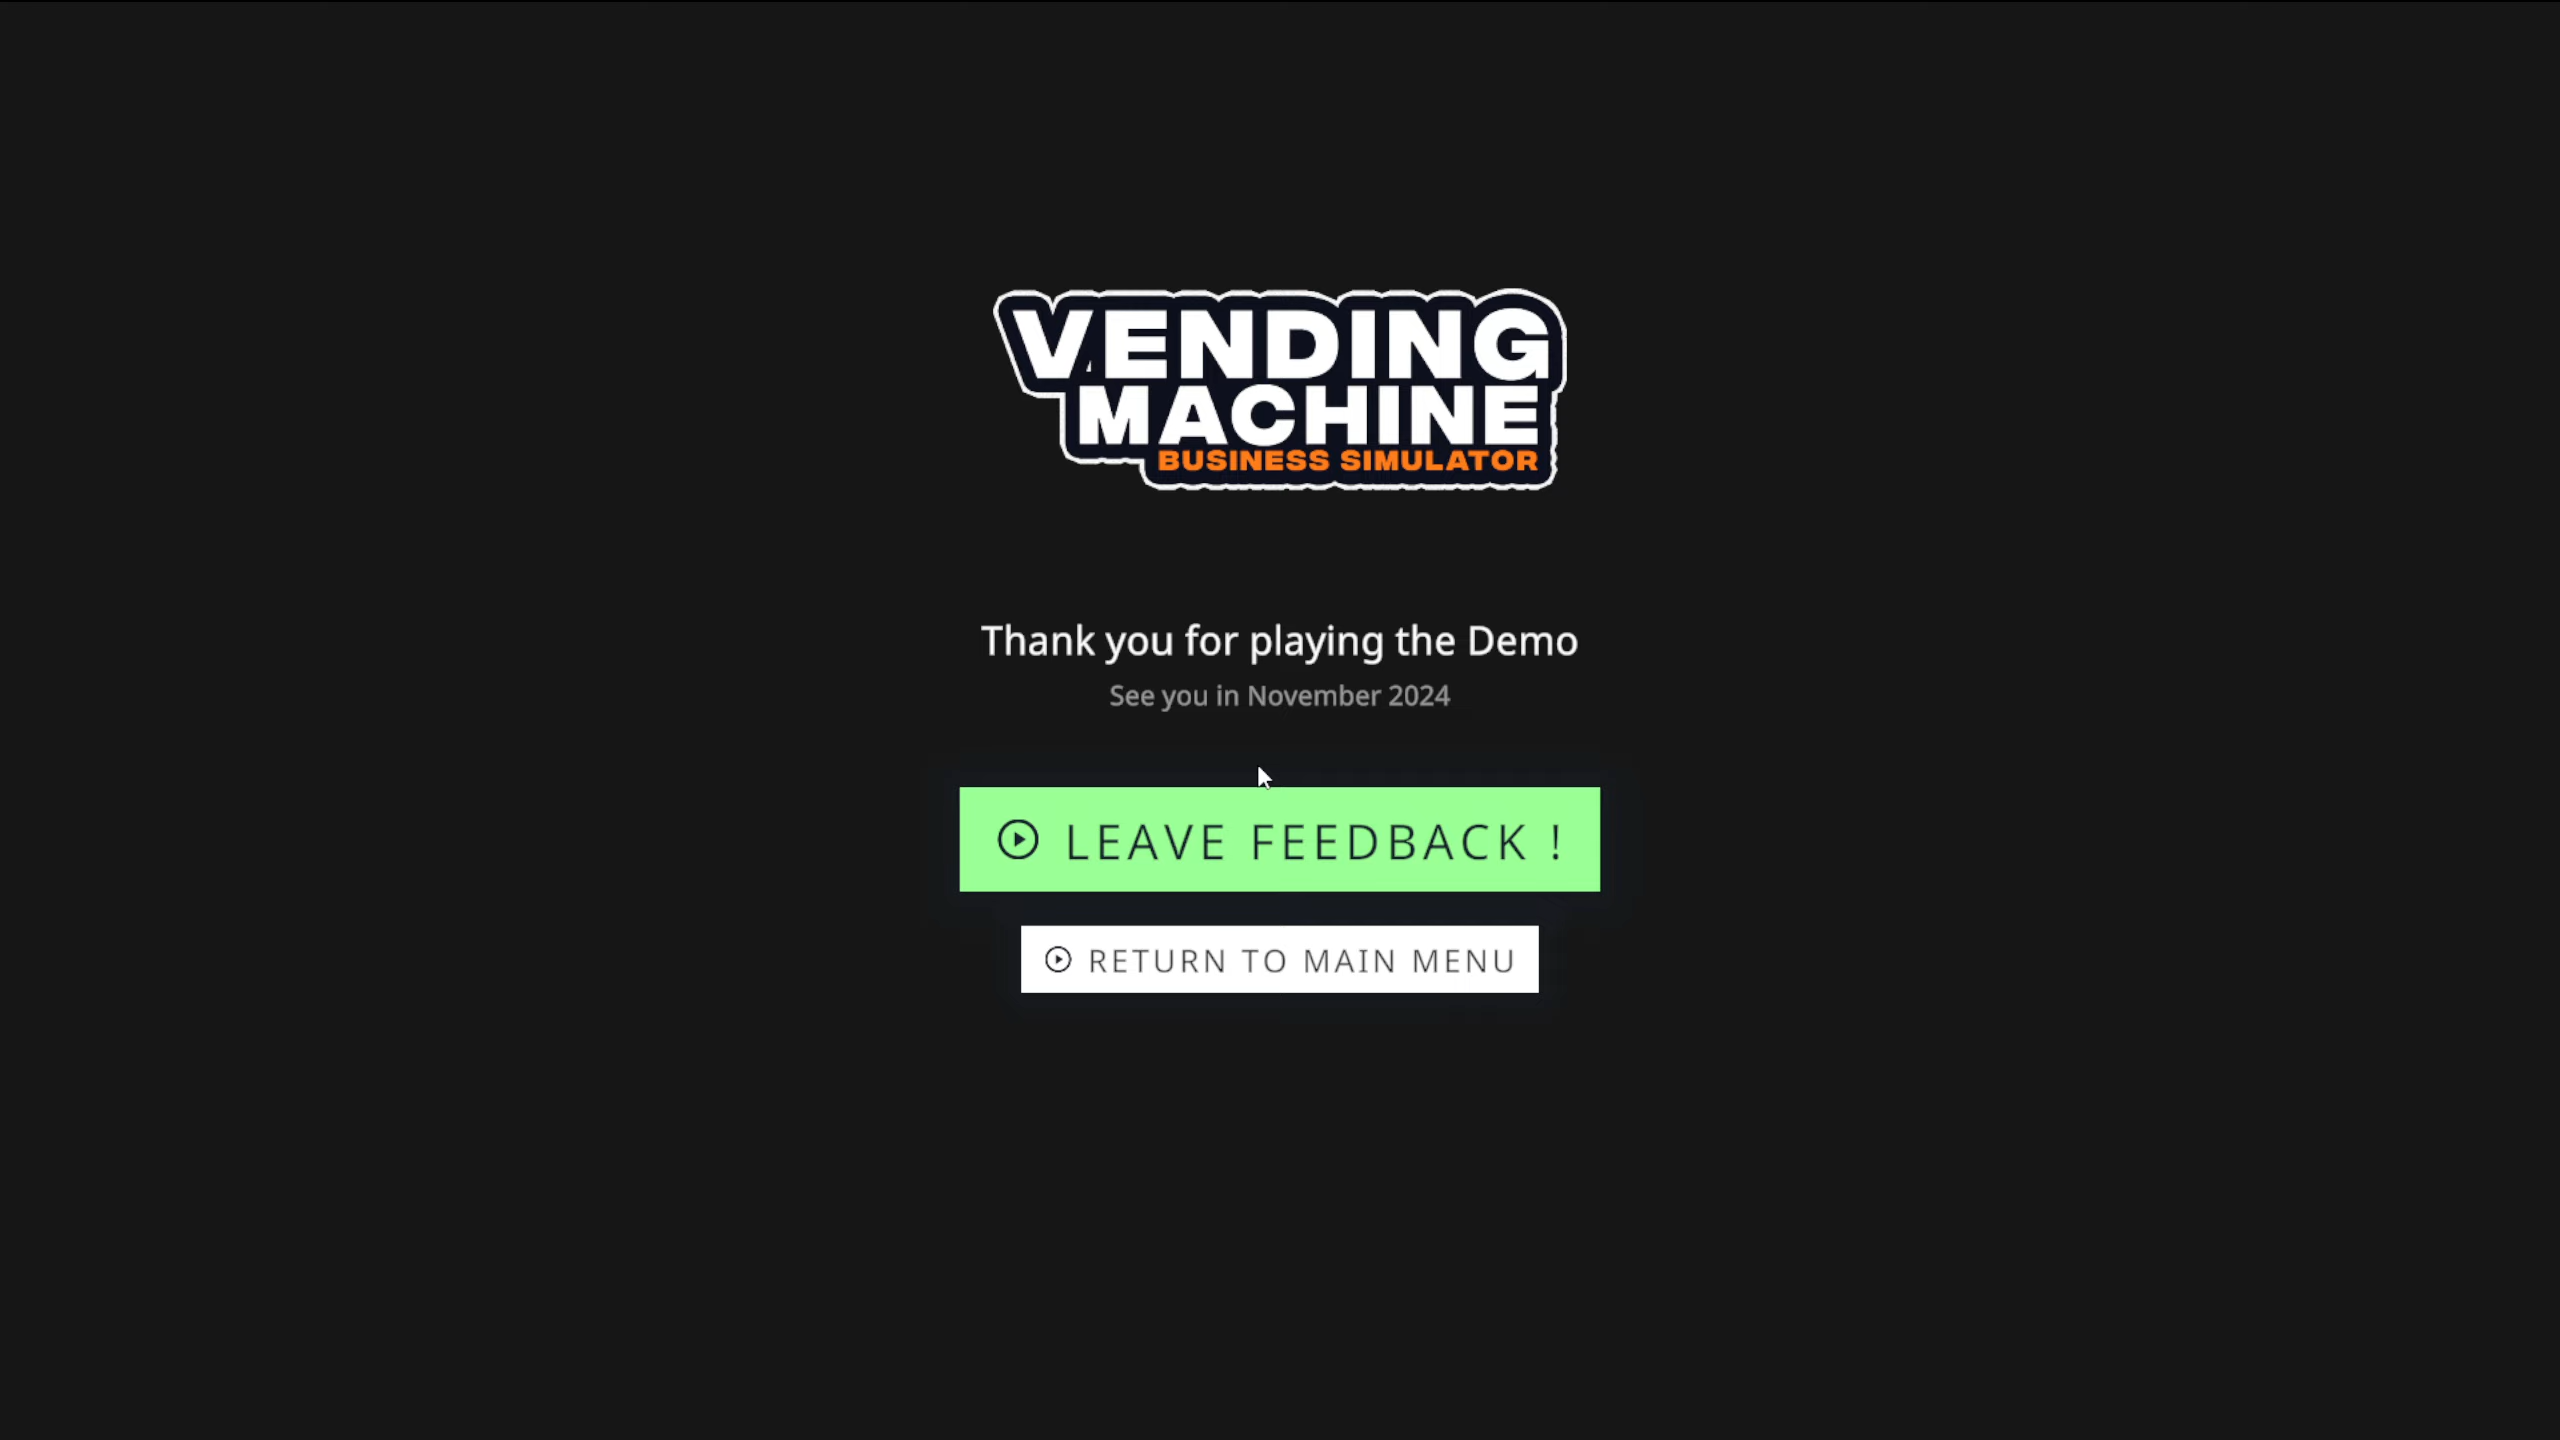 VENDING
MACHINE
BUSINESS SIMULATOR
Thank you for playing the Demo
See you in November 2024
LEAVE FEEDBACK !
RETURN TO MAIN MENU